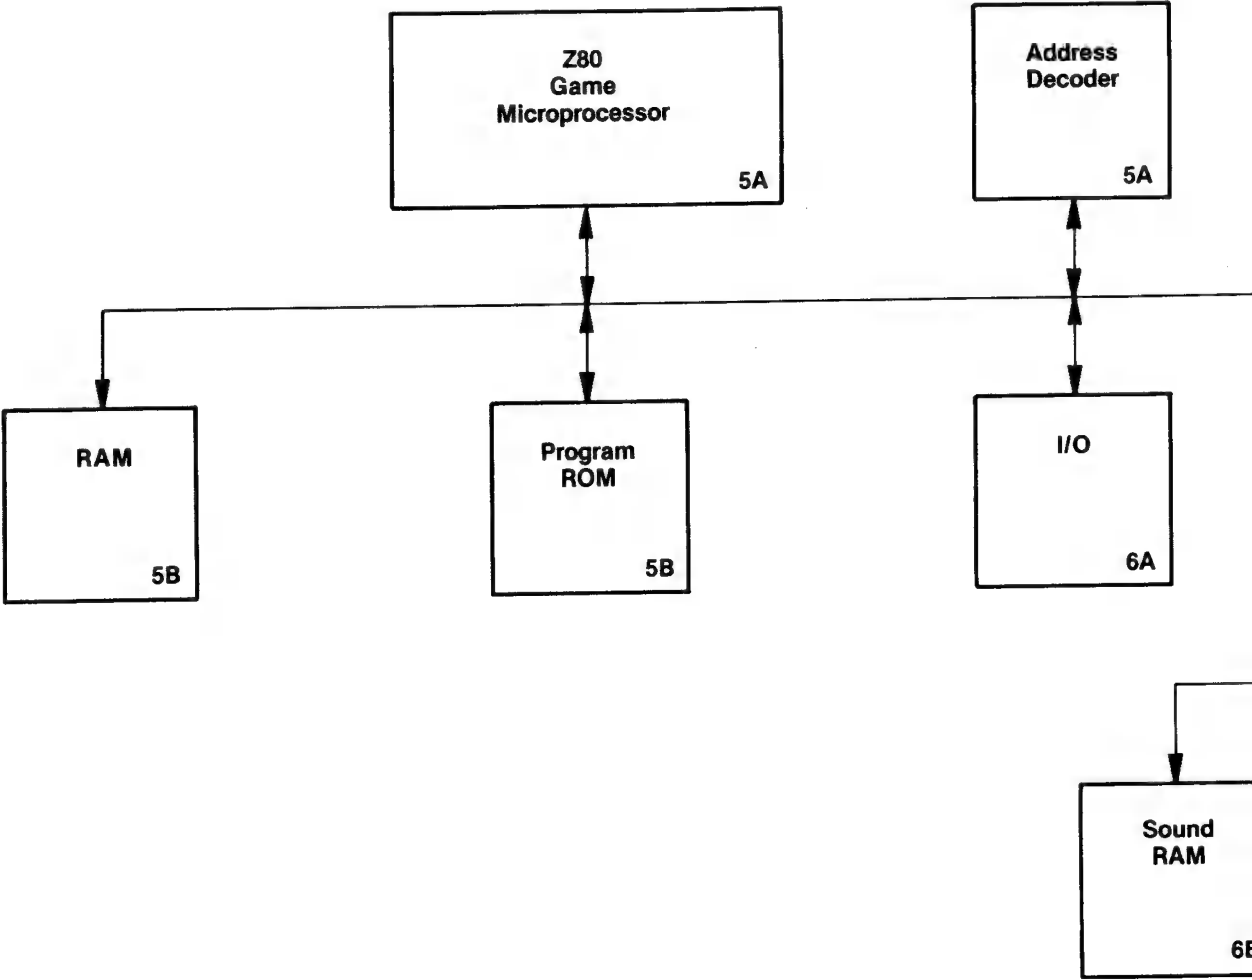 Z80
Game
Microprocessor
5A
Address
Decoder
5A
RAM
5B
Program
ROM
5B
I/O
6A
Sound
RAM